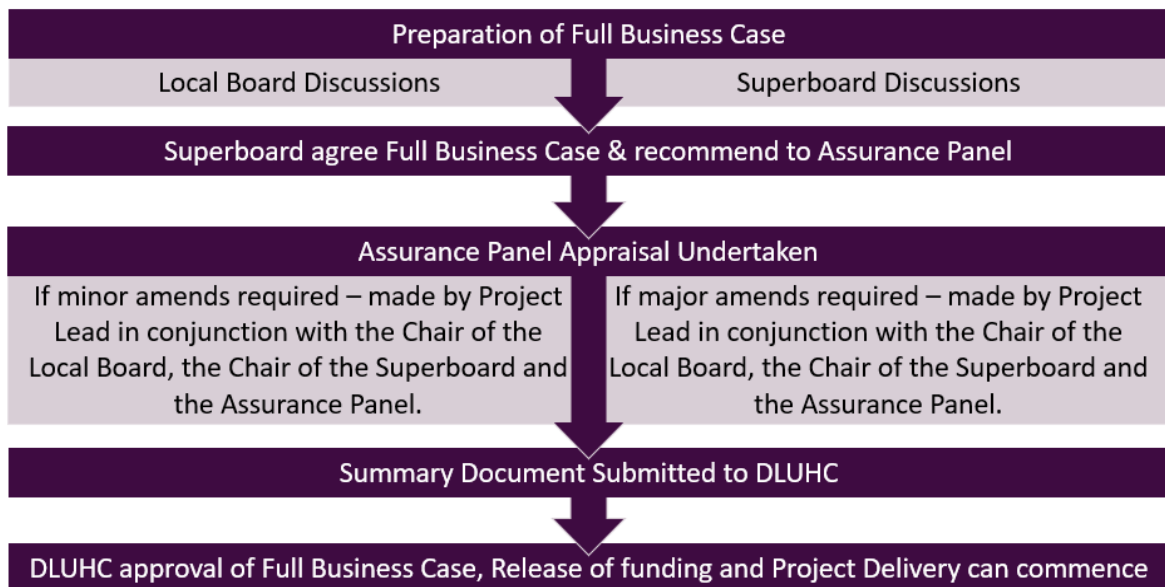 Preparation of Full Business Case
Local Board Discussions
Superboard Discussions
Superboard agree Full Business Case & recommend to Assurance Panel
Assurance Panel Appraisal Undertaken
If minor amends required – made by Project
Lead in conjunction with the Chair of the
Local Board, the Chair of the Superboard and
the Assurance Panel.
If major amends required – made by Project
Lead in conjunction with the Chair of the
Local Board, the Chair of the Superboard and
the Assurance Panel.
Summary Document Submitted to DLUHC
DLUHC approval of Full Business Case, Release of funding and Project Delivery can commence